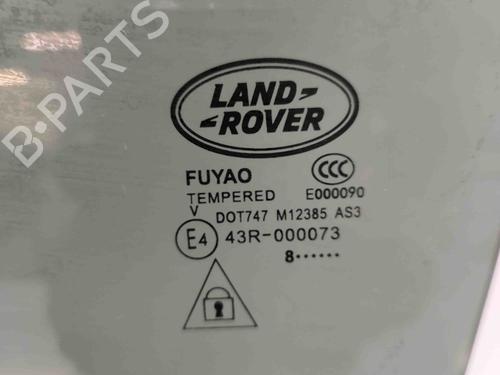 B-PARTS
LAND
ROVER
FUYAO CCC
TEMPERED E000090
V
DOT747 M12385 AS3
E4 43R-000073
8......